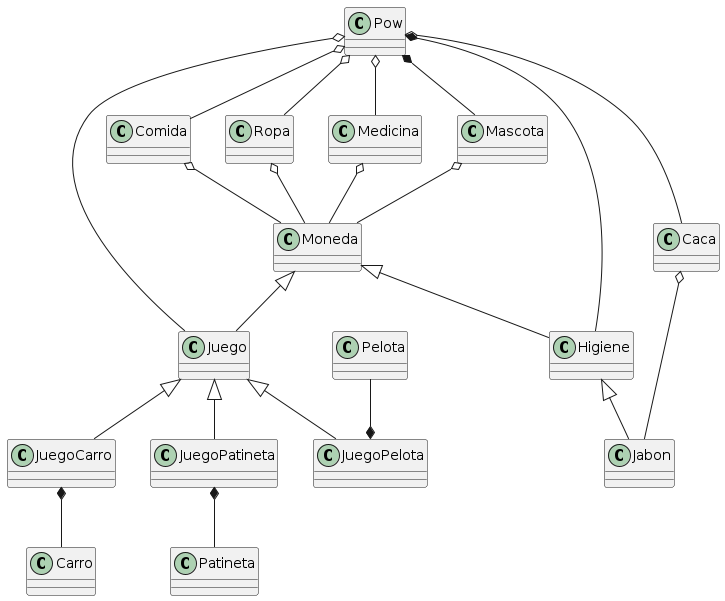 C Pow
C Comida
C Ropa
C Medicina
C Mascota
C Moneda
C Caca
C Juego
C Pelota
C Higiene
C JuegoCarro
C JuegoPatineta
C JuegoPelota
C Jabon
C Carro
C Patineta